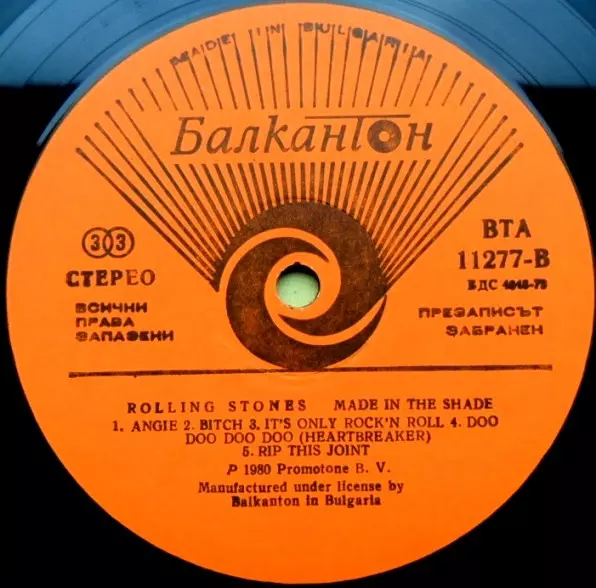 MADE IN BULGARIA
Балкантон
33
СТЕРЕО
ВСИЧКИ
ПРАВА
ЗАПАЗЕНИ
ВТА
11277-В
БДС 4848-75
ПРЕЗАПИСЪТ
ЗАБРАНЕН
ROLLING STONES MADE IN THE SHADE
1. ANGIE 2. BITCH 3. IT'S ONLY ROCK'N ROLL 4. DOO
DOO DOO DOO (HEARTBREAKER)
5. RIP THIS JOINT
P 1980 Promotone B. V.
Manufactured under license by
Balkanton in Bulgaria